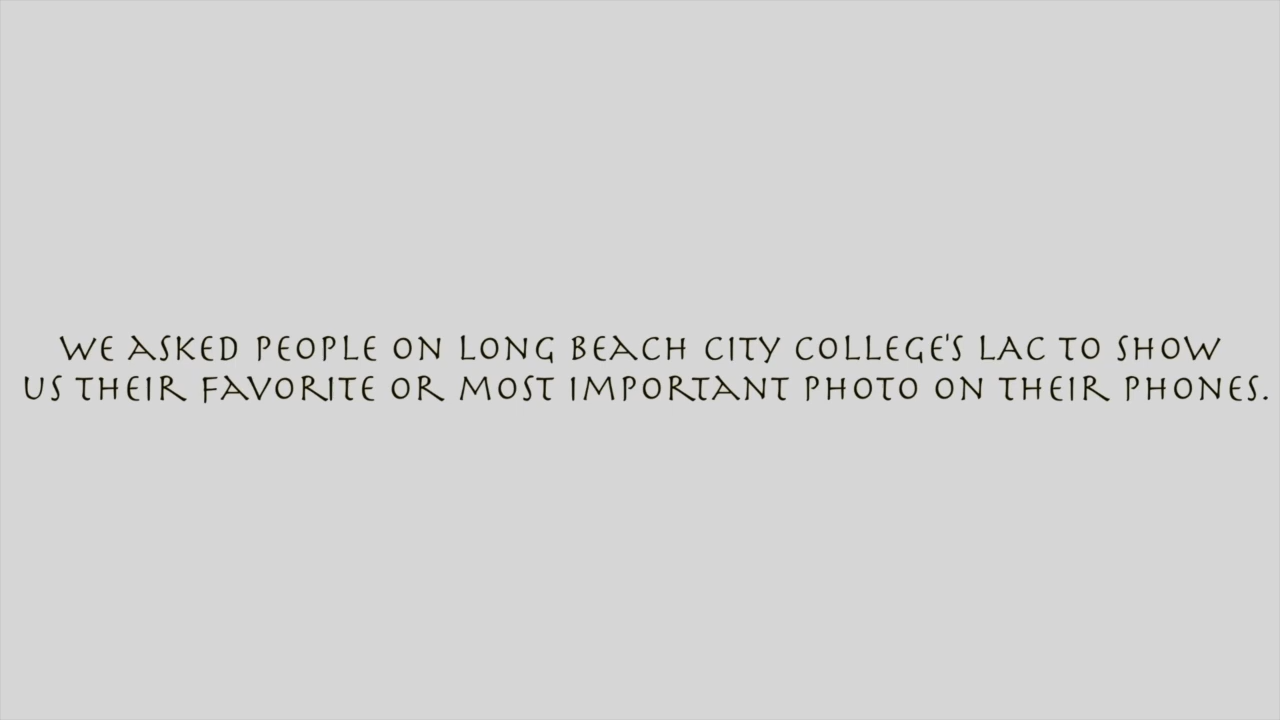 WE ASKED PEOPLE ON LONG BEACH CITY COLLEGE'S LAC TO SHOW
US THEIR FAVORITE OR MOST IMPORTANT PHOTO ON THEIR PHONES.